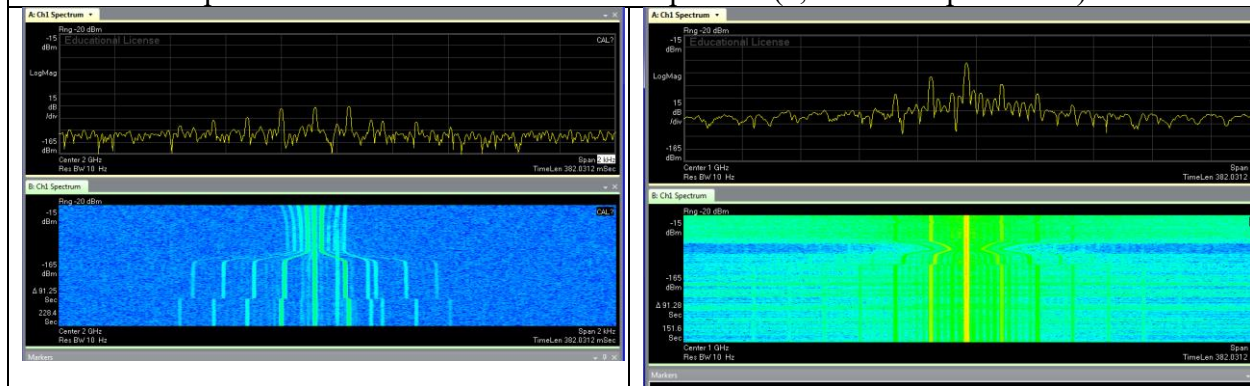 A: Ch1 Spectrum
Rng -20 dBm
-15
dBm
Educational License
CAL?
LogMag
15
dB
/div
-165
dBm
Center 2 GHz
Span 2 kHz
Res BW 10 Hz
TimeLen 382.0312 mSec
B: Ch1 Spectrum
Rng -20 dBm
-15
dBm
CAL?
-165
dBm
Δ 91.25
Sec
228.4
Sec
Center 2 GHz
Span 2 kHz
Res BW 10 Hz
TimeLen 382.0312 mSec
Markers
A: Ch1 Spectrum
Rng -20 dBm
-15
dBm
Educational License
LogMag
15
dB
/div
-165
dBm
Center 1 GHz
Span
Res BW 10 Hz
TimeLen 382.0312
B: Ch1 Spectrum
Rng -20 dBm
-15
dBm
-165
dBm
Δ 91.28
Sec
151.6
Sec
Center 1 GHz
Span
Res BW 10 Hz
TimeLen 382.0312
Markers